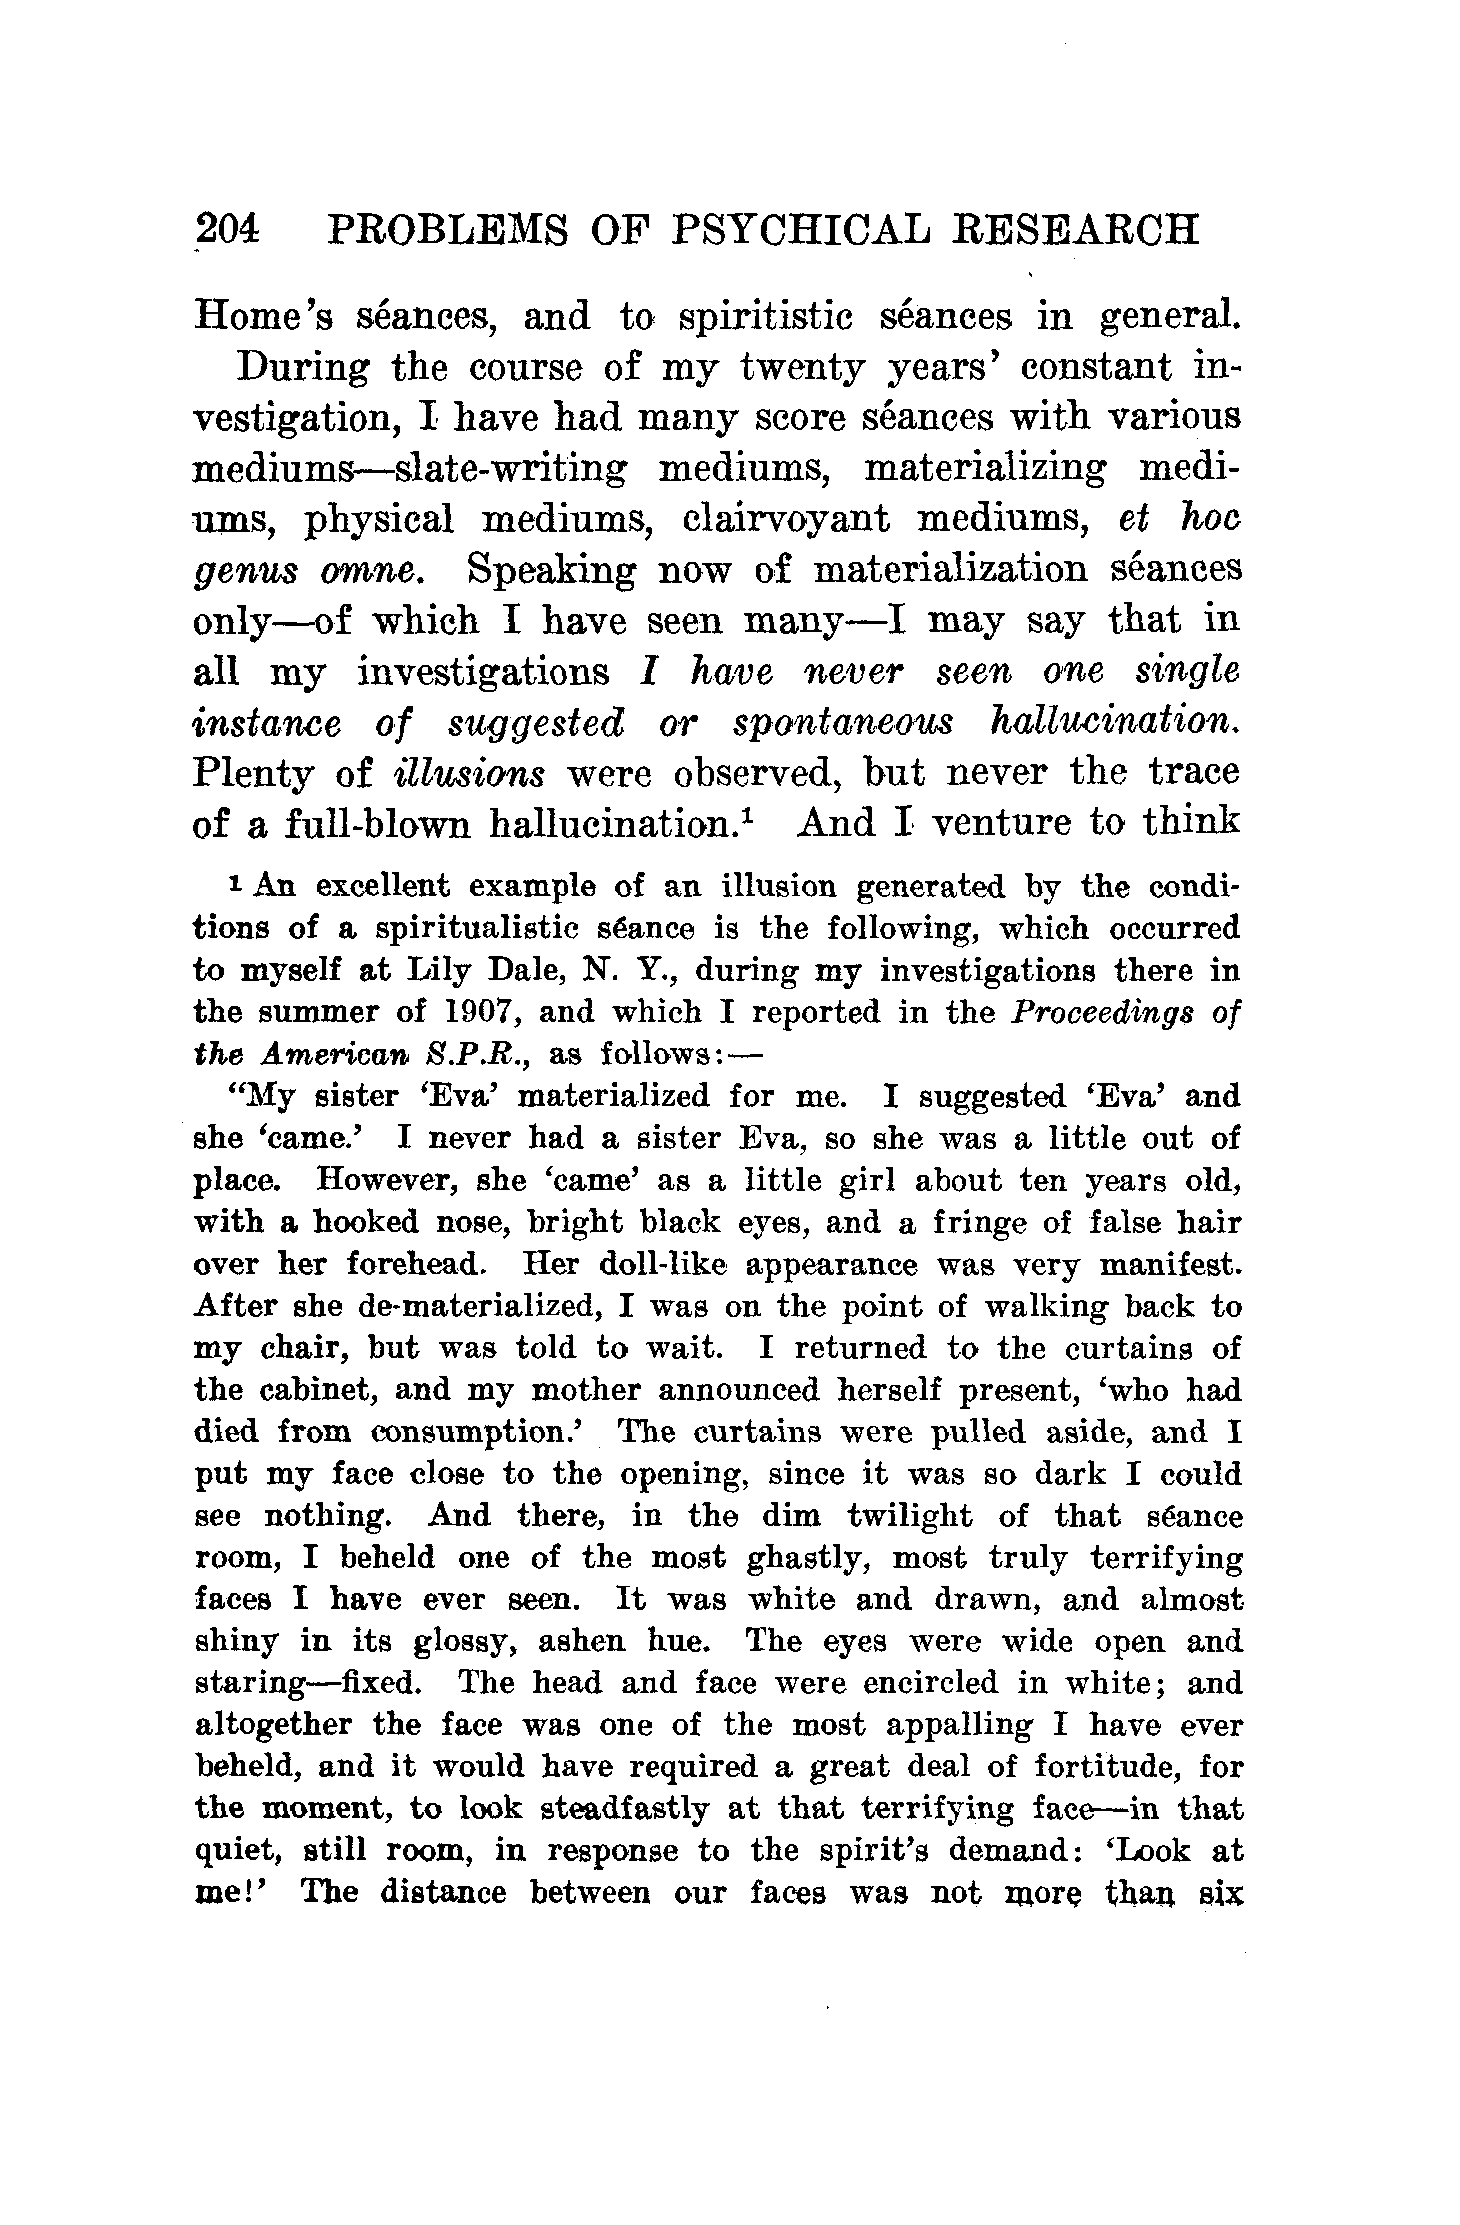 204 PROBLEMS OF PSYCHICAL RESEARCH
Home's séances, and to spiritistic séances in general.
During the course of my twenty years' constant in-
vestigation, I have had many score séances with various
mediums—slate-writing mediums, materializing medi-
ums, physical mediums, clairvoyant mediums, et hoc
genus omne. Speaking now of materialization séances
only—of which I have seen many—I may say that in
all my investigations I have never seen one single
instance of suggested or spontaneous hallucination.
Plenty of illusions were observed, but never the trace
of a full-blown hallucination.¹ And I venture to think
¹ An excellent example of an illusion generated by the condi-
tions of a spiritualistic séance is the following, which occurred
to myself at Lily Dale, N. Y., during my investigations there in
the summer of 1907, and which I reported in the Proceedings of
the American S.P.R., as follows:—
"My sister 'Eva' materialized for me. I suggested 'Eva' and
she 'came.' I never had a sister Eva, so she was a little out of
place. However, she 'came' as a little girl about ten years old,
with a hooked nose, bright black eyes, and a fringe of false hair
over her forehead. Her doll-like appearance was very manifest.
After she de-materialized, I was on the point of walking back to
my chair, but was told to wait. I returned to the curtains of
the cabinet, and my mother announced herself present, 'who had
died from consumption.' The curtains were pulled aside, and I
put my face close to the opening, since it was so dark I could
see nothing. And there, in the dim twilight of that séance
room, I beheld one of the most ghastly, most truly terrifying
faces I have ever seen. It was white and drawn, and almost
shiny in its glossy, ashen hue. The eyes were wide open and
staring—fixed. The head and face were encircled in white; and
altogether the face was one of the most appalling I have ever
beheld, and it would have required a great deal of fortitude, for
the moment, to look steadfastly at that terrifying face—in that
quiet, still room, in response to the spirit's demand: 'Look at
me!' The distance between our faces was not more than six